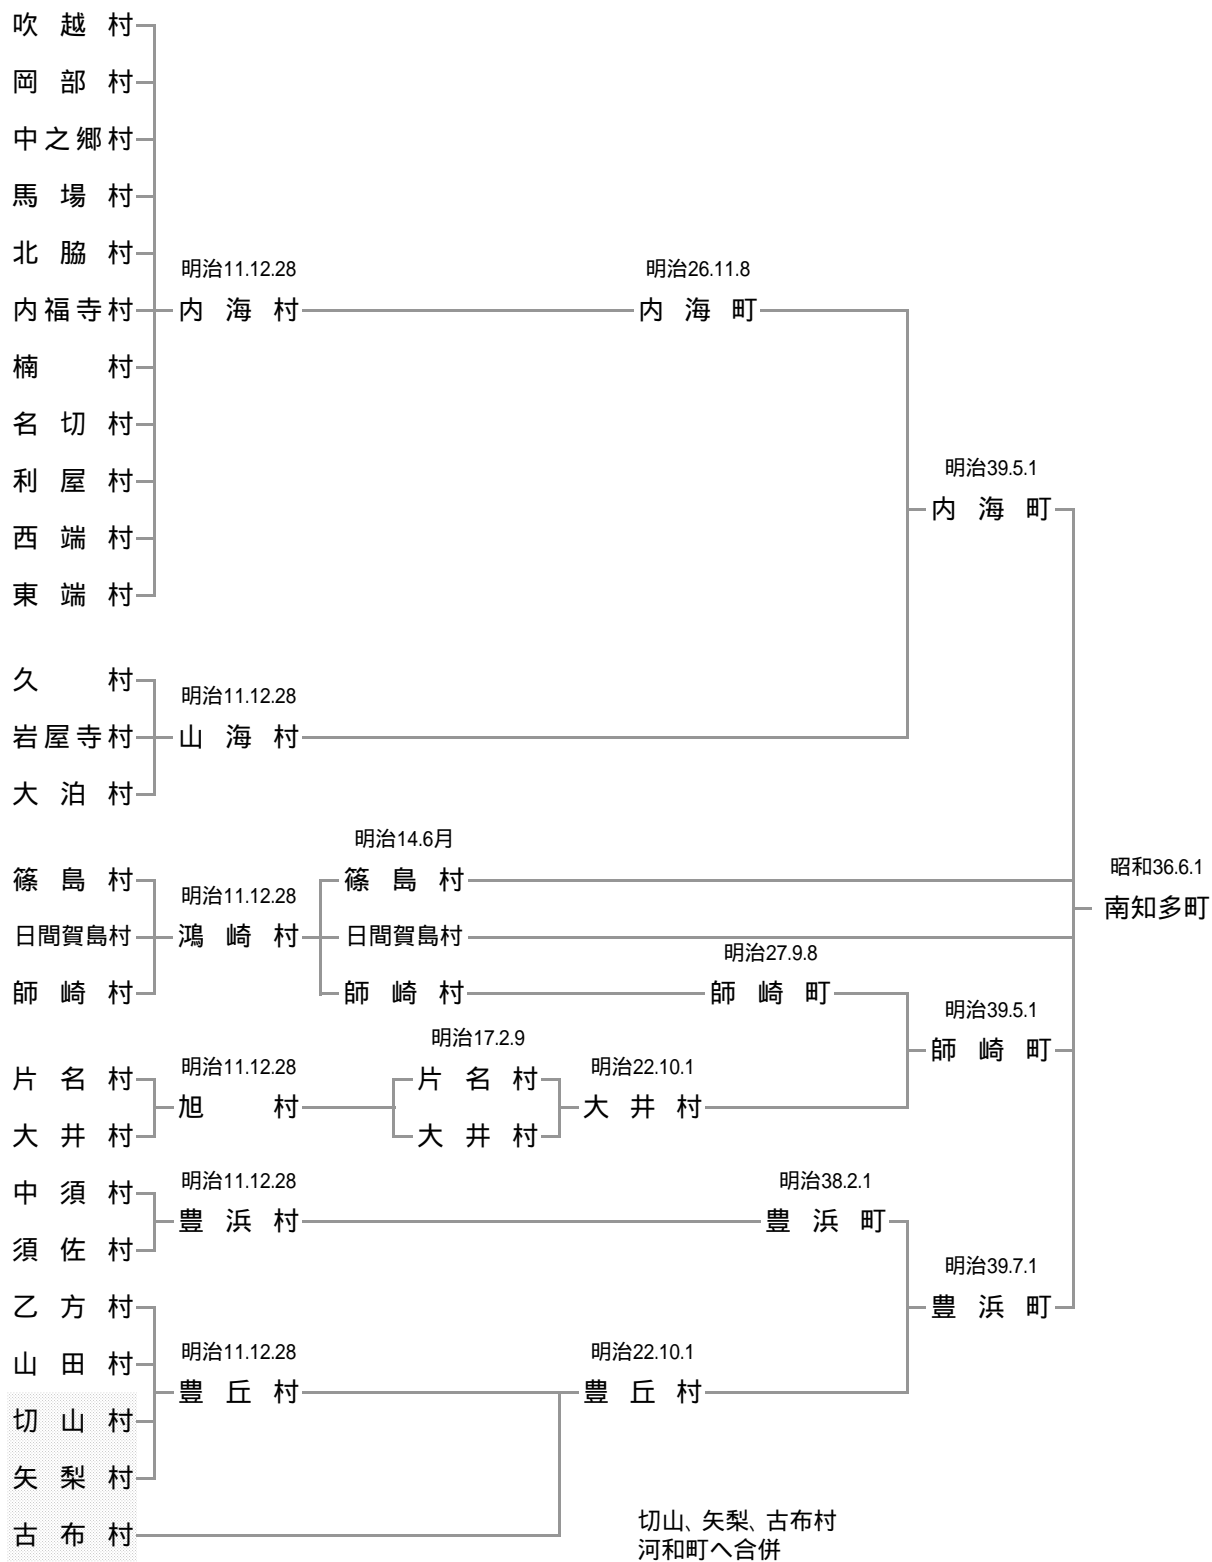 吹越村
岡部村
中之郷村
馬場村
北脇村
明治11.12.28
明治26.11.8
内福寺村
内海村
内海町
楠村
名切村
明治39.5.1
利屋村
内海町
西端村
東端村
久村
明治11.12.28
岩屋寺村
山海村
大泊村
明治14.6月
昭和36.6.1
篠島村
明治11.12.28
篠島村
南知多町
日間賀島村
鴻崎村
日間賀島村
明治27.9.8
師崎村
師崎村
師崎町
明治39.5.1
明治17.2.9
師崎町
片名村
明治11.12.28
片名村
明治22.10.1
旭村
大井村
大井村
大井村
中須村
明治11.12.28
明治38.2.1
豊浜村
豊浜町
須佐村
明治39.7.1
乙方村
豊浜町
山田村
明治11.12.28
明治22.10.1
豊丘村
豊丘村
切山村
矢梨村
古布村
切山、矢梨、古布村
河和町へ合併